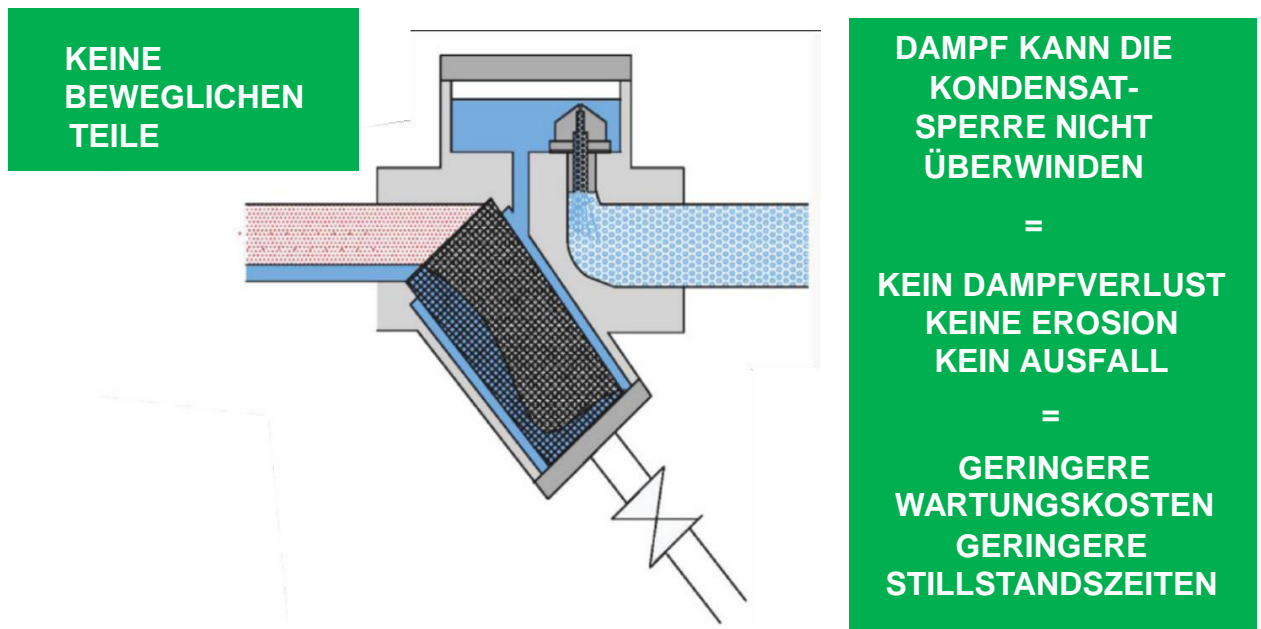 KEINE
BEWEGLICHEN
TEILE
DAMPF KANN DIE
KONDENSAT-
SPERRE NICHT
ÜBERWINDEN
=
KEIN DAMPFVERLUST
KEINE EROSION
KEIN AUSFALL
=
GERINGERE
WARTUNGSKOSTEN
GERINGERE
STILLSTANDSZEITEN